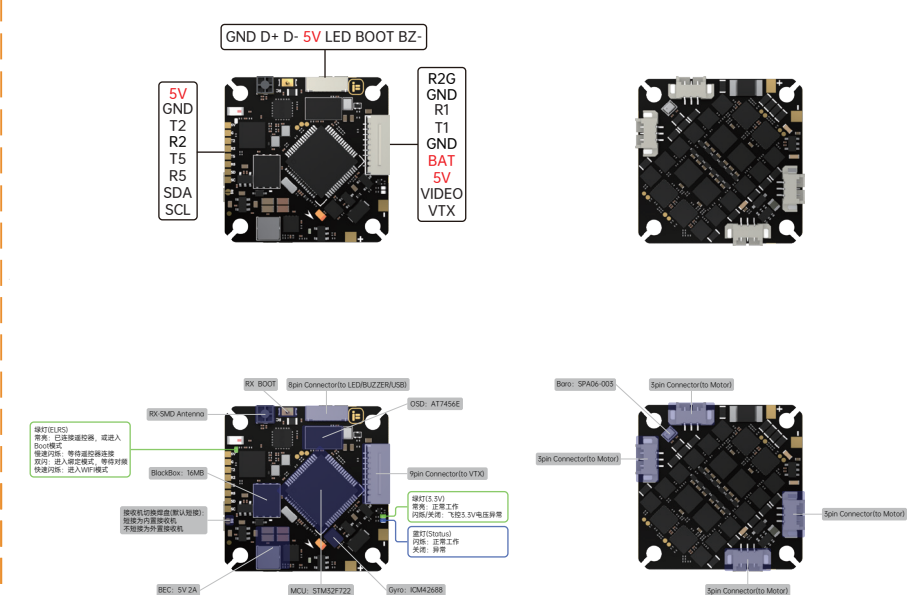 GND D+ D- 5V LED BOOT BZ-
5V
GND
T2
R2
T5
R5
SDA
SCL
R2G
GND
R1
T1
GND
BAT
5V
VIDEO
VTX
RX BOOT
8pin Connector(to LED/BUZZER/USB)
RX-SMD Antenna
OSD: AT7456E
绿灯(ELRS)
常亮：已连接遥控器，或进入
Boot模式
慢速闪烁：等待遥控器连接
双闪：进入绑定模式，等待对频
快速闪烁：进入WIFI模式
BlackBox: 16MB
9pin Connector(to VTX)
接收机切换焊盘(默认短接)：
短接为内置接收机
不短接为外置接收机
绿灯(3.3V)
常亮：正常工作
闪烁/关闭：飞控3.3V电压异常
蓝灯(Status)
闪烁：正常工作
关闭：异常
BEC: 5V 2A
MCU: STM32F722
Gyro: ICM42688
Baro: SPA06-003
3pin Connector(to Motor)
3pin Connector(to Motor)
3pin Connector(to Motor)
3pin Connector(to Motor)